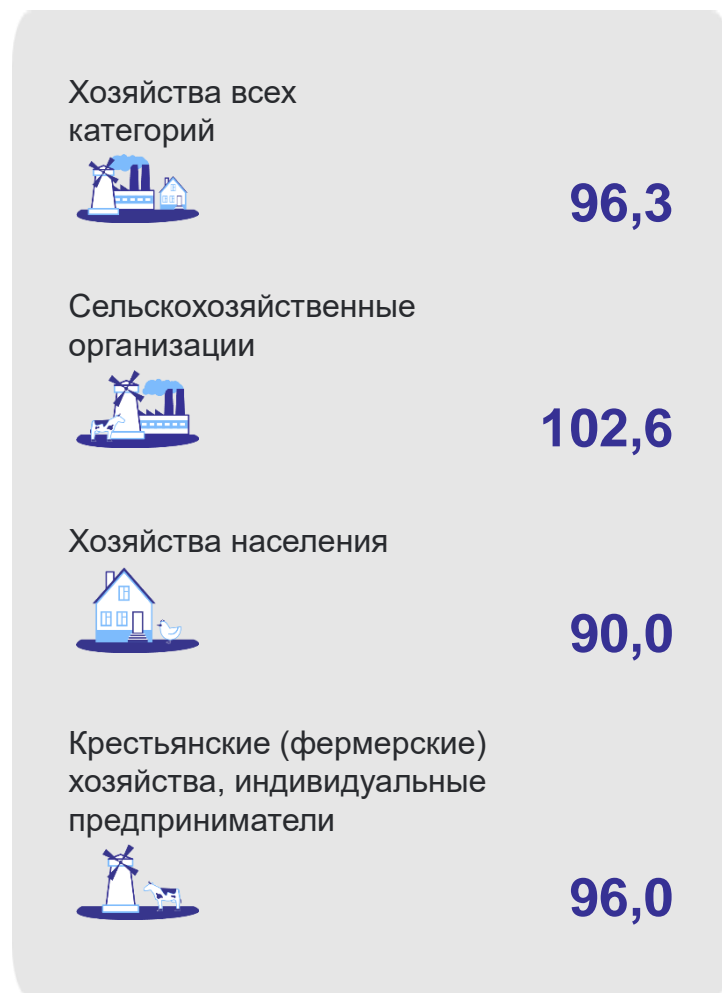 Хозяйства всех
категорий
96,3
Сельскохозяйственные
организации
102,6
Хозяйства населения
90,0
Крестьянские (фермерские)
хозяйства, индивидуальные
предприниматели
96,0